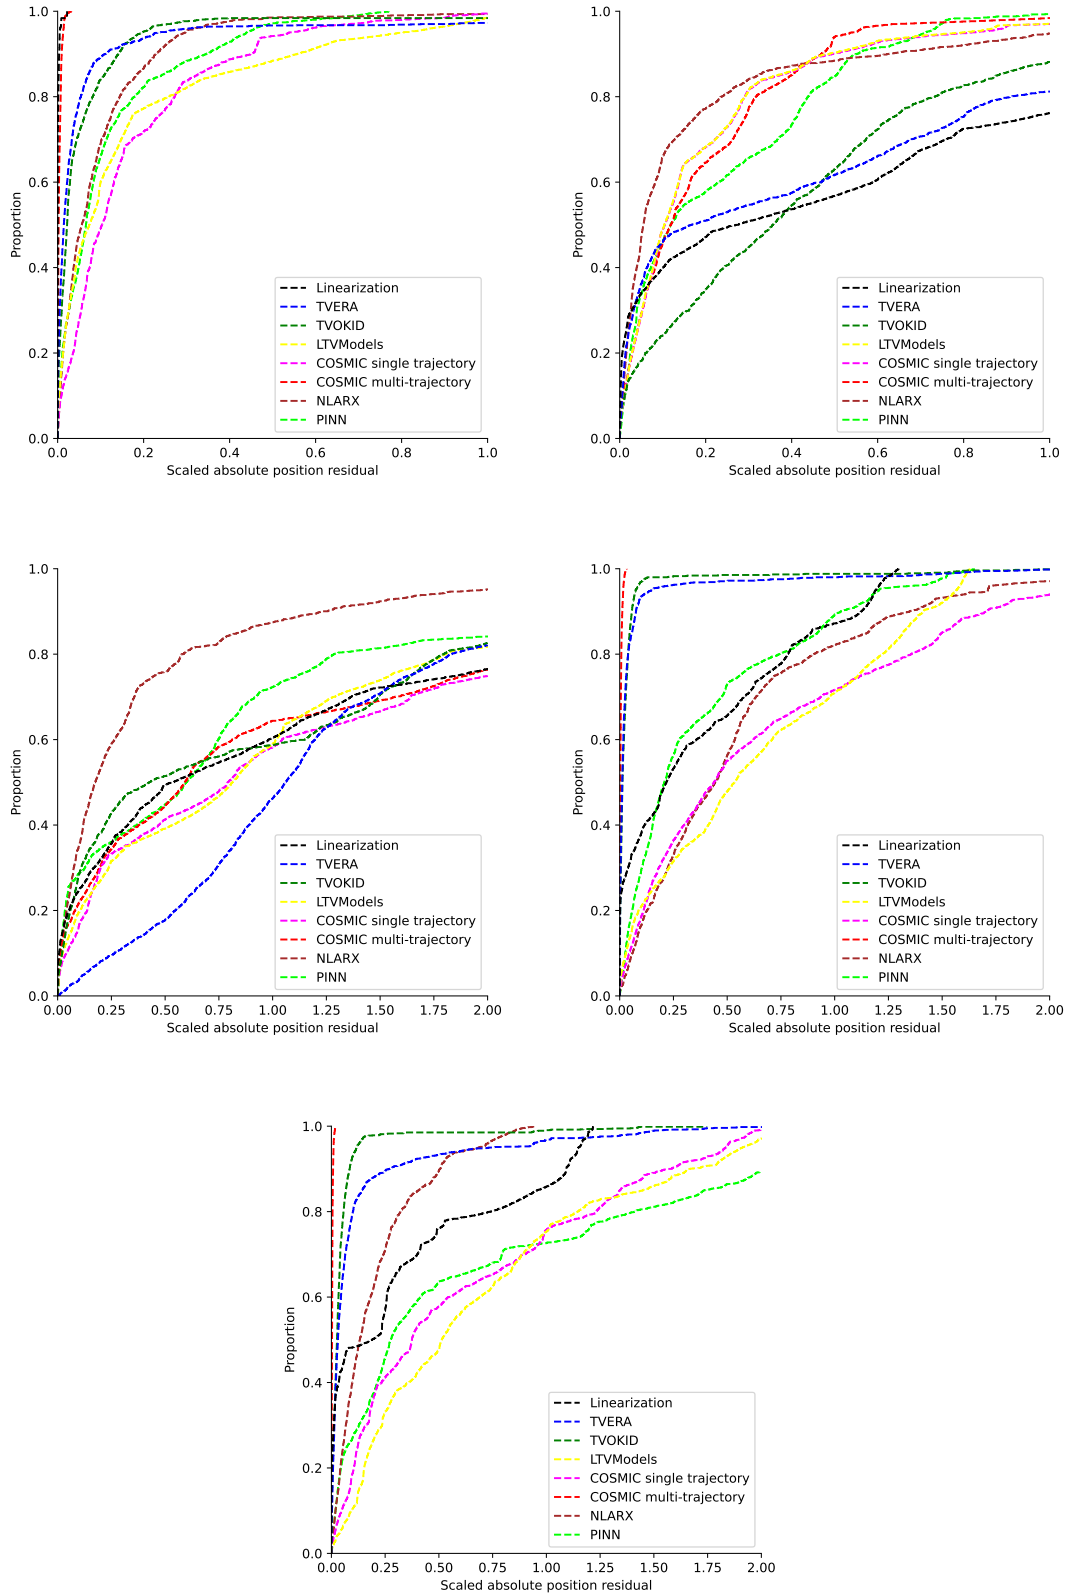 1.0
0.8
0.6
0.4
0.2
0.0
Proportion
Linearization
TVERA
TVOKID
LTVModels
COSMIC single trajectory
COSMIC multi-trajectory
NLARX
PINN
0.0 0.2 0.4 0.6 0.8 1.0
Scaled absolute position residual
1.0
0.8
0.6
0.4
0.2
0.0
Proportion
Linearization
TVERA
TVOKID
LTVModels
COSMIC single trajectory
COSMIC multi-trajectory
NLARX
PINN
0.0 0.2 0.4 0.6 0.8 1.0
Scaled absolute position residual
1.0
0.8
0.6
0.4
0.2
0.0
Proportion
Linearization
TVERA
TVOKID
LTVModels
COSMIC single trajectory
COSMIC multi-trajectory
NLARX
PINN
0.00 0.25 0.50 0.75 1.00 1.25 1.50 1.75 2.00
Scaled absolute position residual
1.0
0.8
0.6
0.4
0.2
0.0
Proportion
Linearization
TVERA
TVOKID
LTVModels
COSMIC single trajectory
COSMIC multi-trajectory
NLARX
PINN
0.00 0.25 0.50 0.75 1.00 1.25 1.50 1.75 2.00
Scaled absolute position residual
1.0
0.8
0.6
0.4
0.2
0.0
Proportion
Linearization
TVERA
TVOKID
LTVModels
COSMIC single trajectory
COSMIC multi-trajectory
NLARX
PINN
0.00 0.25 0.50 0.75 1.00 1.25 1.50 1.75 2.00
Scaled absolute position residual